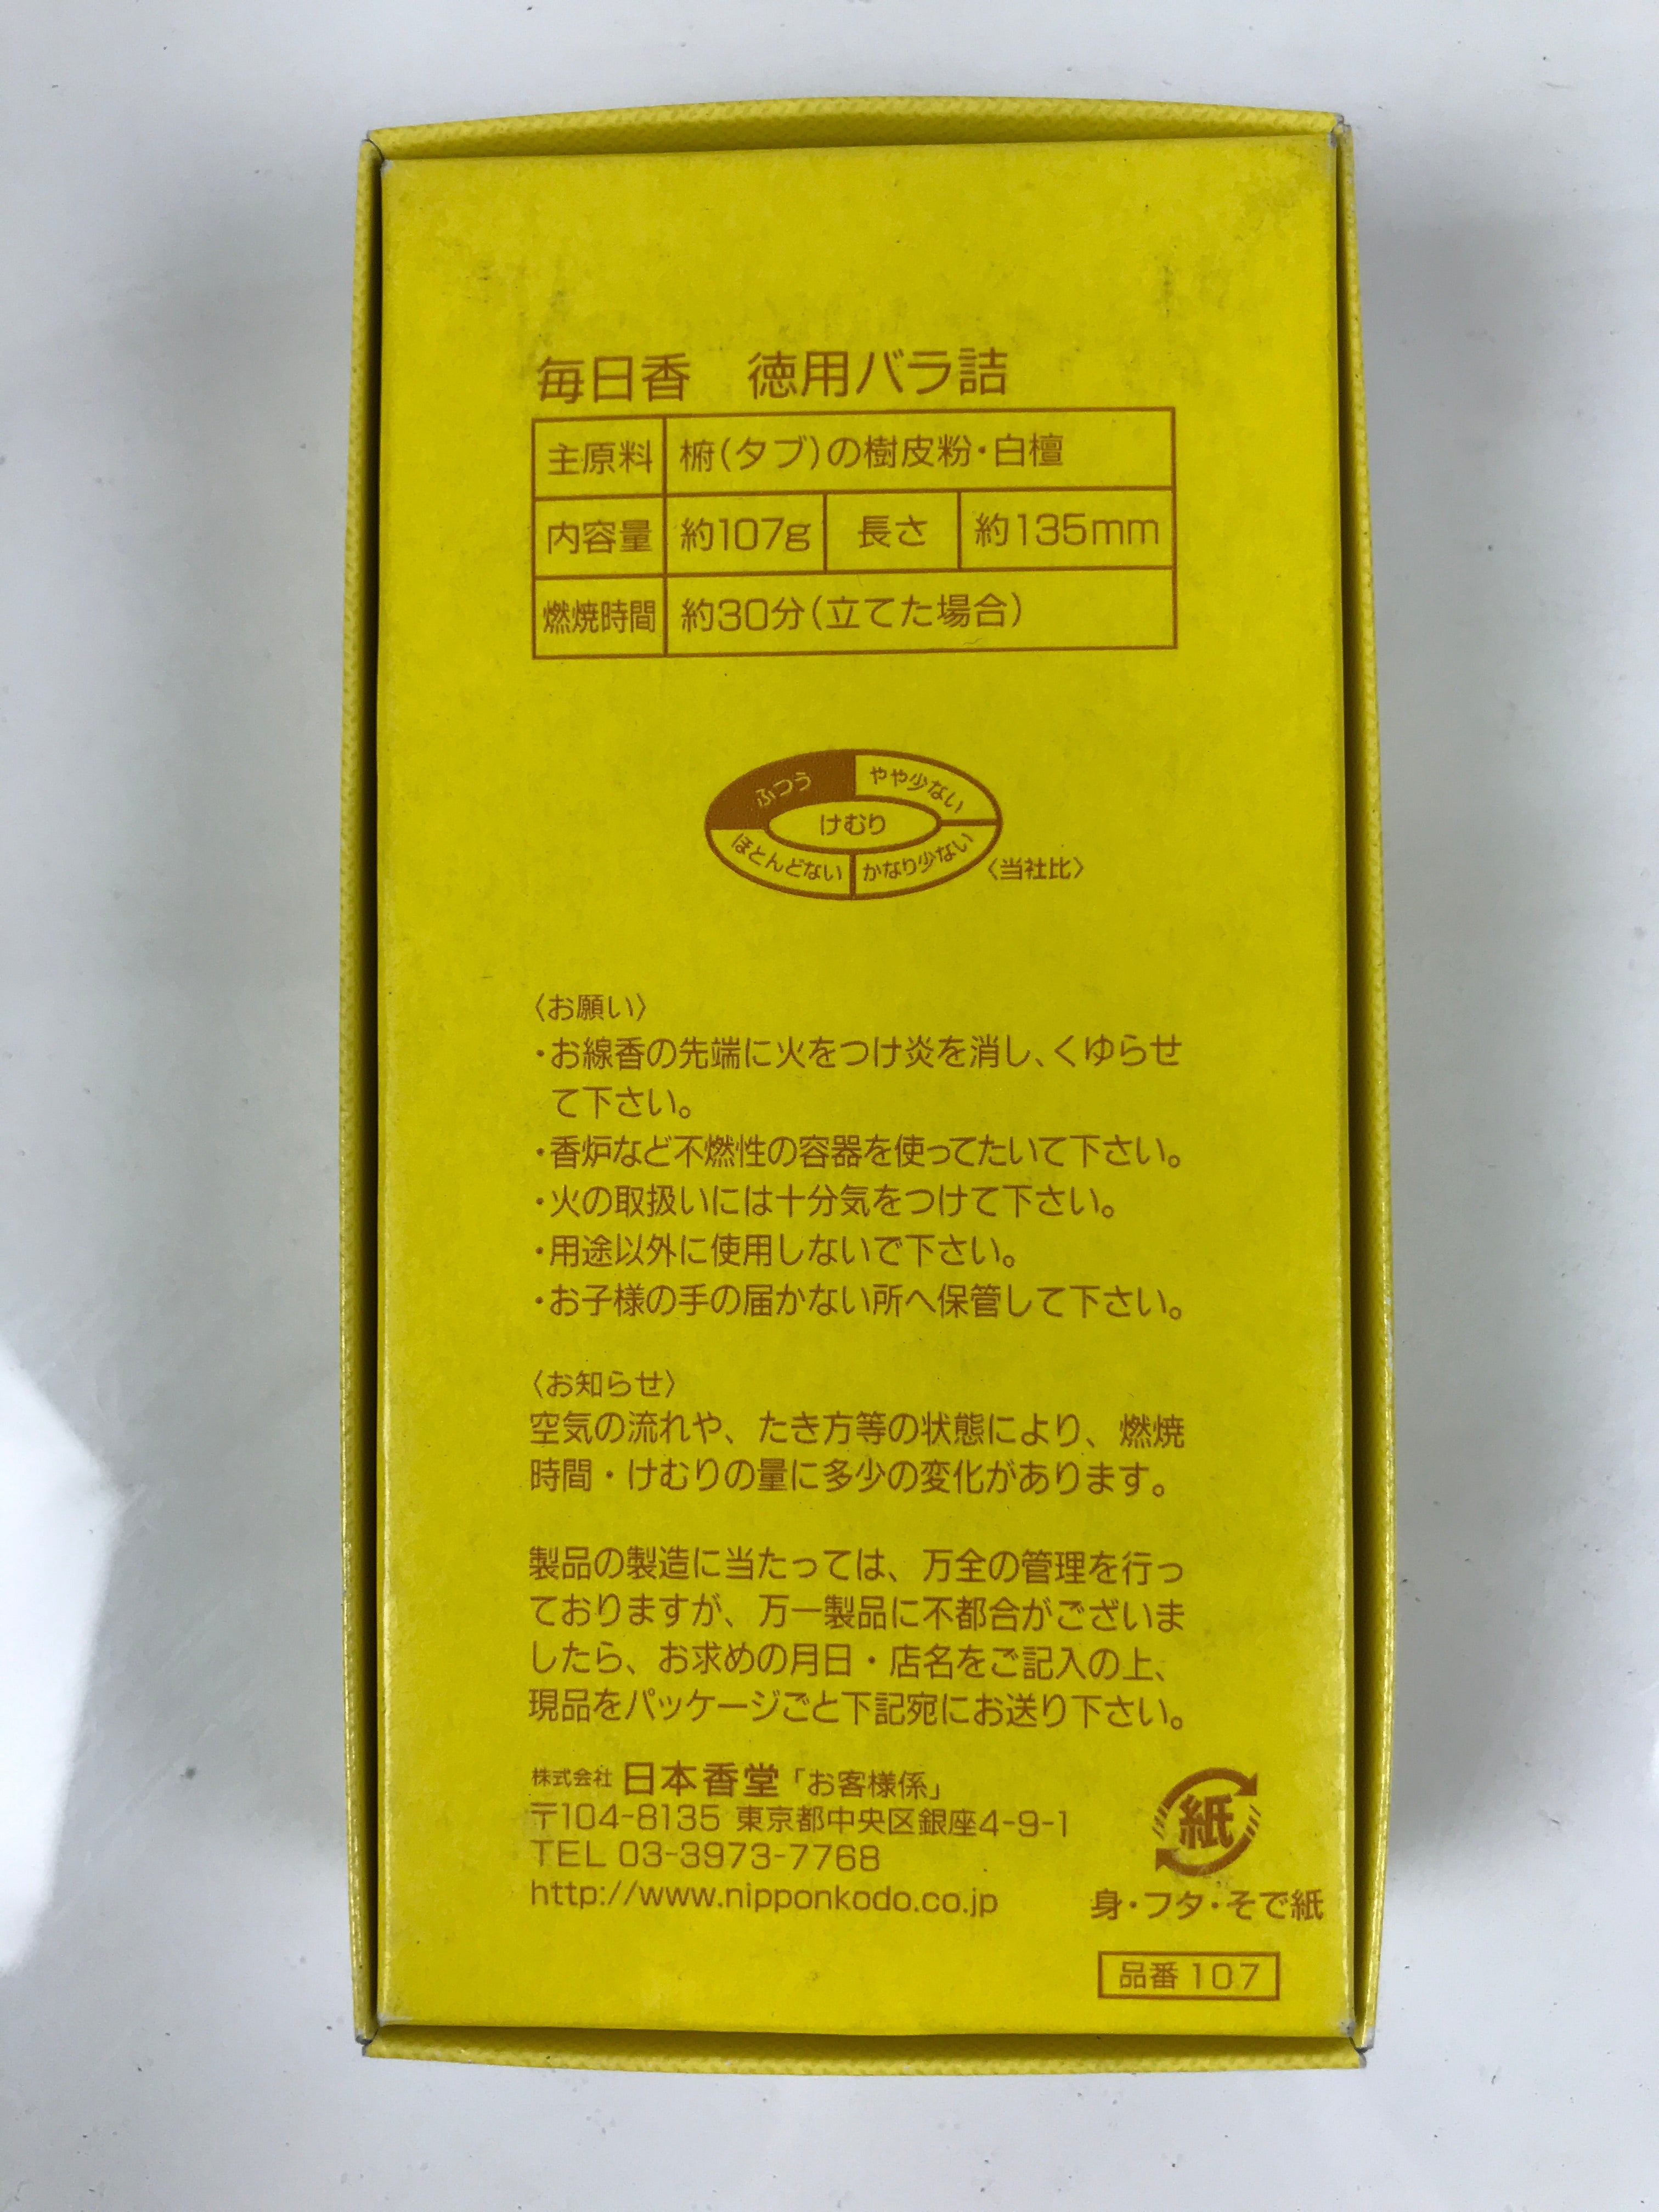 毎日香　徳用バラ詰
主原料 椨(タブ)の樹皮粉・白檀
内容量 約107g 長さ 約135mm
燃焼時間 約30分(立てた場合)
ふつう やや少ない
けむり
ほとんどない かなり少ない 〈当社比〉
〈お願い〉
・お線香の先端に火をつけ炎を消し、くゆらせ
て下さい。
・香炉など不燃性の容器を使ってたいて下さい。
・火の取扱いには十分気をつけて下さい。
・用途以外に使用しないで下さい。
・お子様の手の届かない所へ保管して下さい。
〈お知らせ〉
空気の流れや、たき方等の状態により、燃焼
時間・けむりの量に多少の変化があります。
製品の製造に当たっては、万全の管理を行っ
ておりますが、万一製品に不都合がございま
したら、お求めの月日・店名をご記入の上、
現品をパッケージごと下記宛にお送り下さい。
株式会社 日本香堂「お客様係」
〒104-8135 東京都中央区銀座4-9-1
TEL 03-3973-7768
http://www.nipponkodo.co.jp
紙
身・フタ・そで紙
品番 107